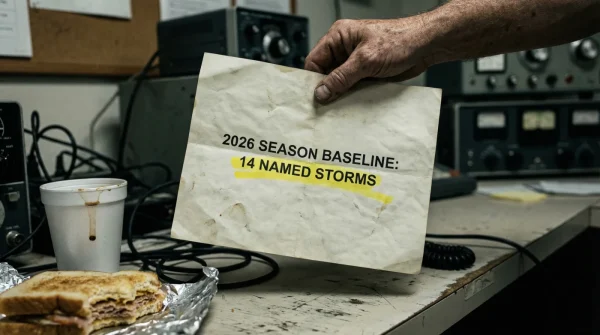 2026 SEASON BASELINE:
14 NAMED STORMS